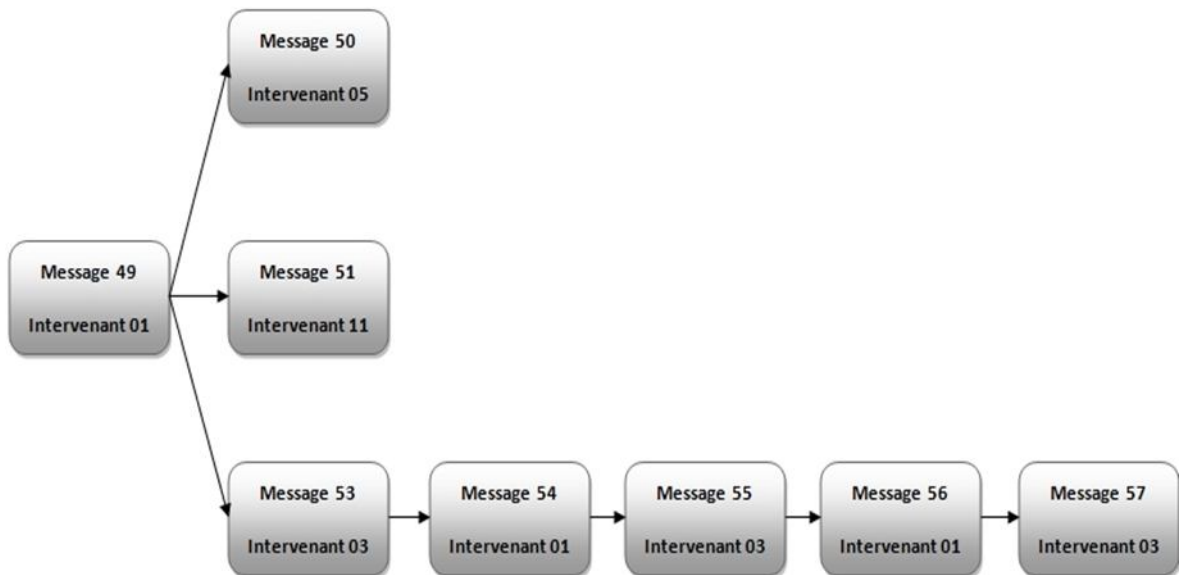 Message 50
Intervenant 05
Message 49
Intervenant 01
Message 51
Intervenant 11
Message 53
Intervenant 03
Message 54
Intervenant 01
Message 55
Intervenant 03
Message 56
Intervenant 01
Message 57
Intervenant 03